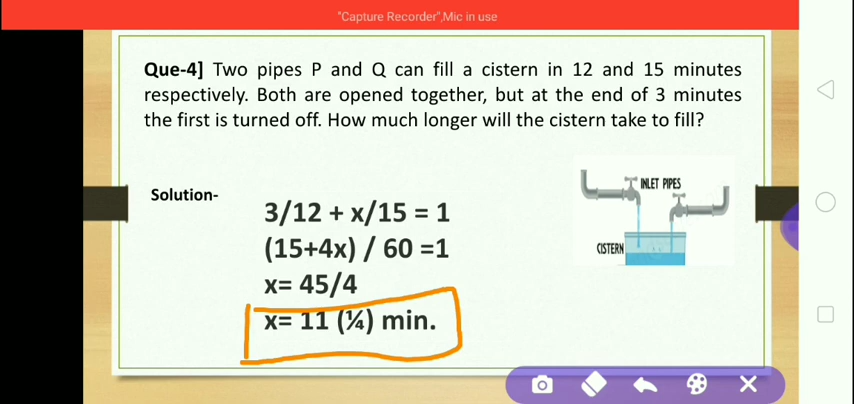 "Capture Recorder",Mic in use
Que-4] Two pipes P and Q can fill a cistern in 12 and 15 minutes
respectively. Both are opened together, but at the end of 3 minutes
the first is turned off. How much longer will the cistern take to fill?
Solution-
3/12 + x/15 = 1
(15+4x) / 60 =1
x= 45/4
x= 11 (¼) min.
INLET PIPES
CISTERN